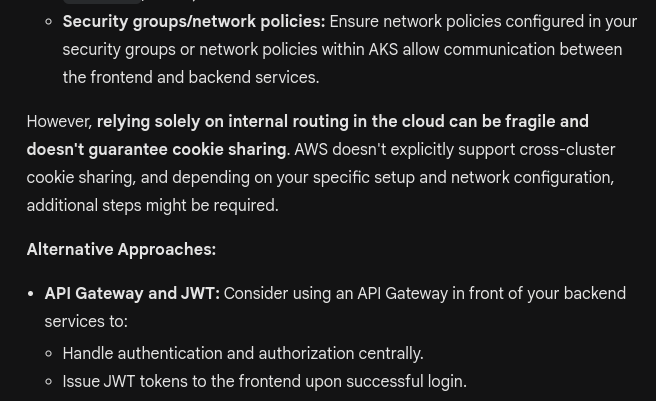 Security groups/network policies: Ensure network policies configured in your
security groups or network policies within AKS allow communication between
the frontend and backend services.
However, relying solely on internal routing in the cloud can be fragile and
doesn't guarantee cookie sharing. AWS doesn't explicitly support cross-cluster
cookie sharing, and depending on your specific setup and network configuration,
additional steps might be required.
Alternative Approaches:
API Gateway and JWT: Consider using an API Gateway in front of your backend
services to:
Handle authentication and authorization centrally.
Issue JWT tokens to the frontend upon successful login.